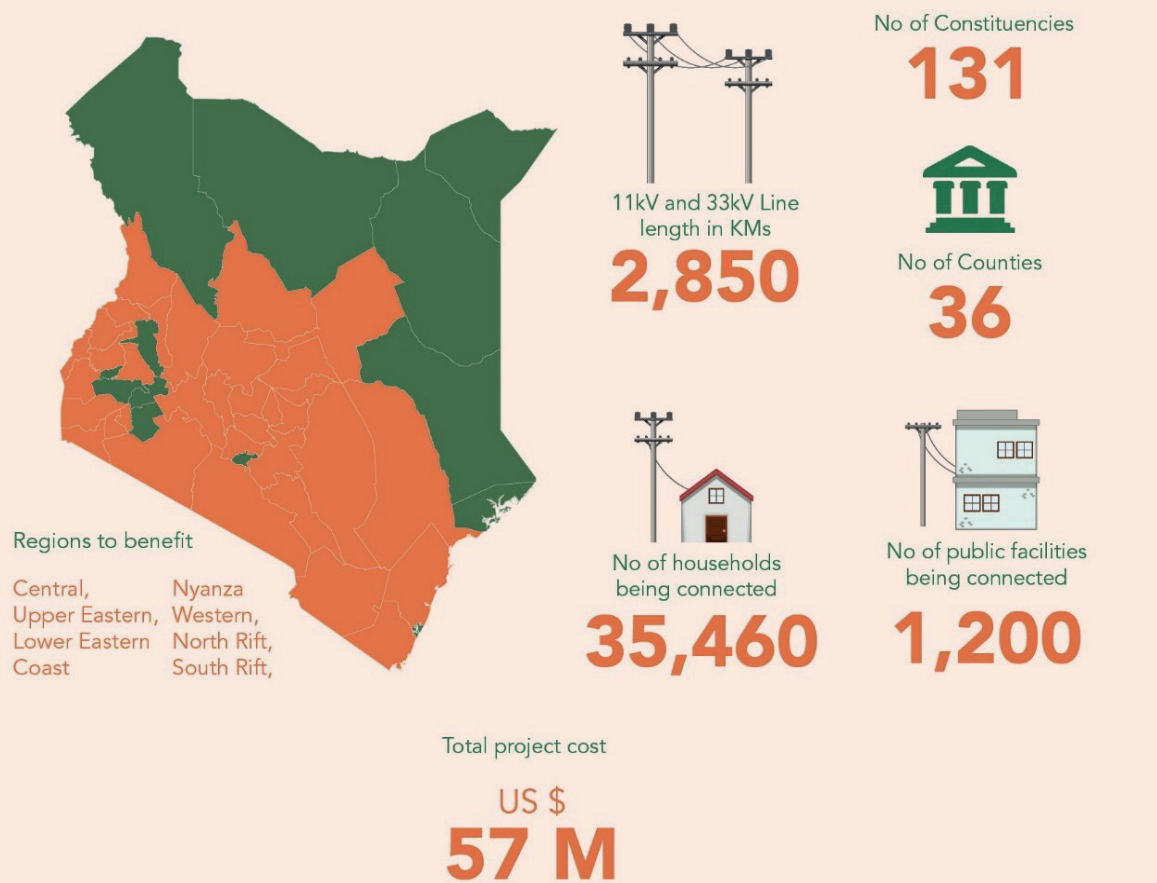 No of Constituencies
131
11kV and 33kV Line
length in KMs
2,850
No of Counties
36
Regions to benefit
Central,
Upper Eastern,
Lower Eastern
Coast
Nyanza
Western,
North Rift,
South Rift,
No of households
being connected
35,460
No of public facilities
being connected
1,200
Total project cost
US $
57 M